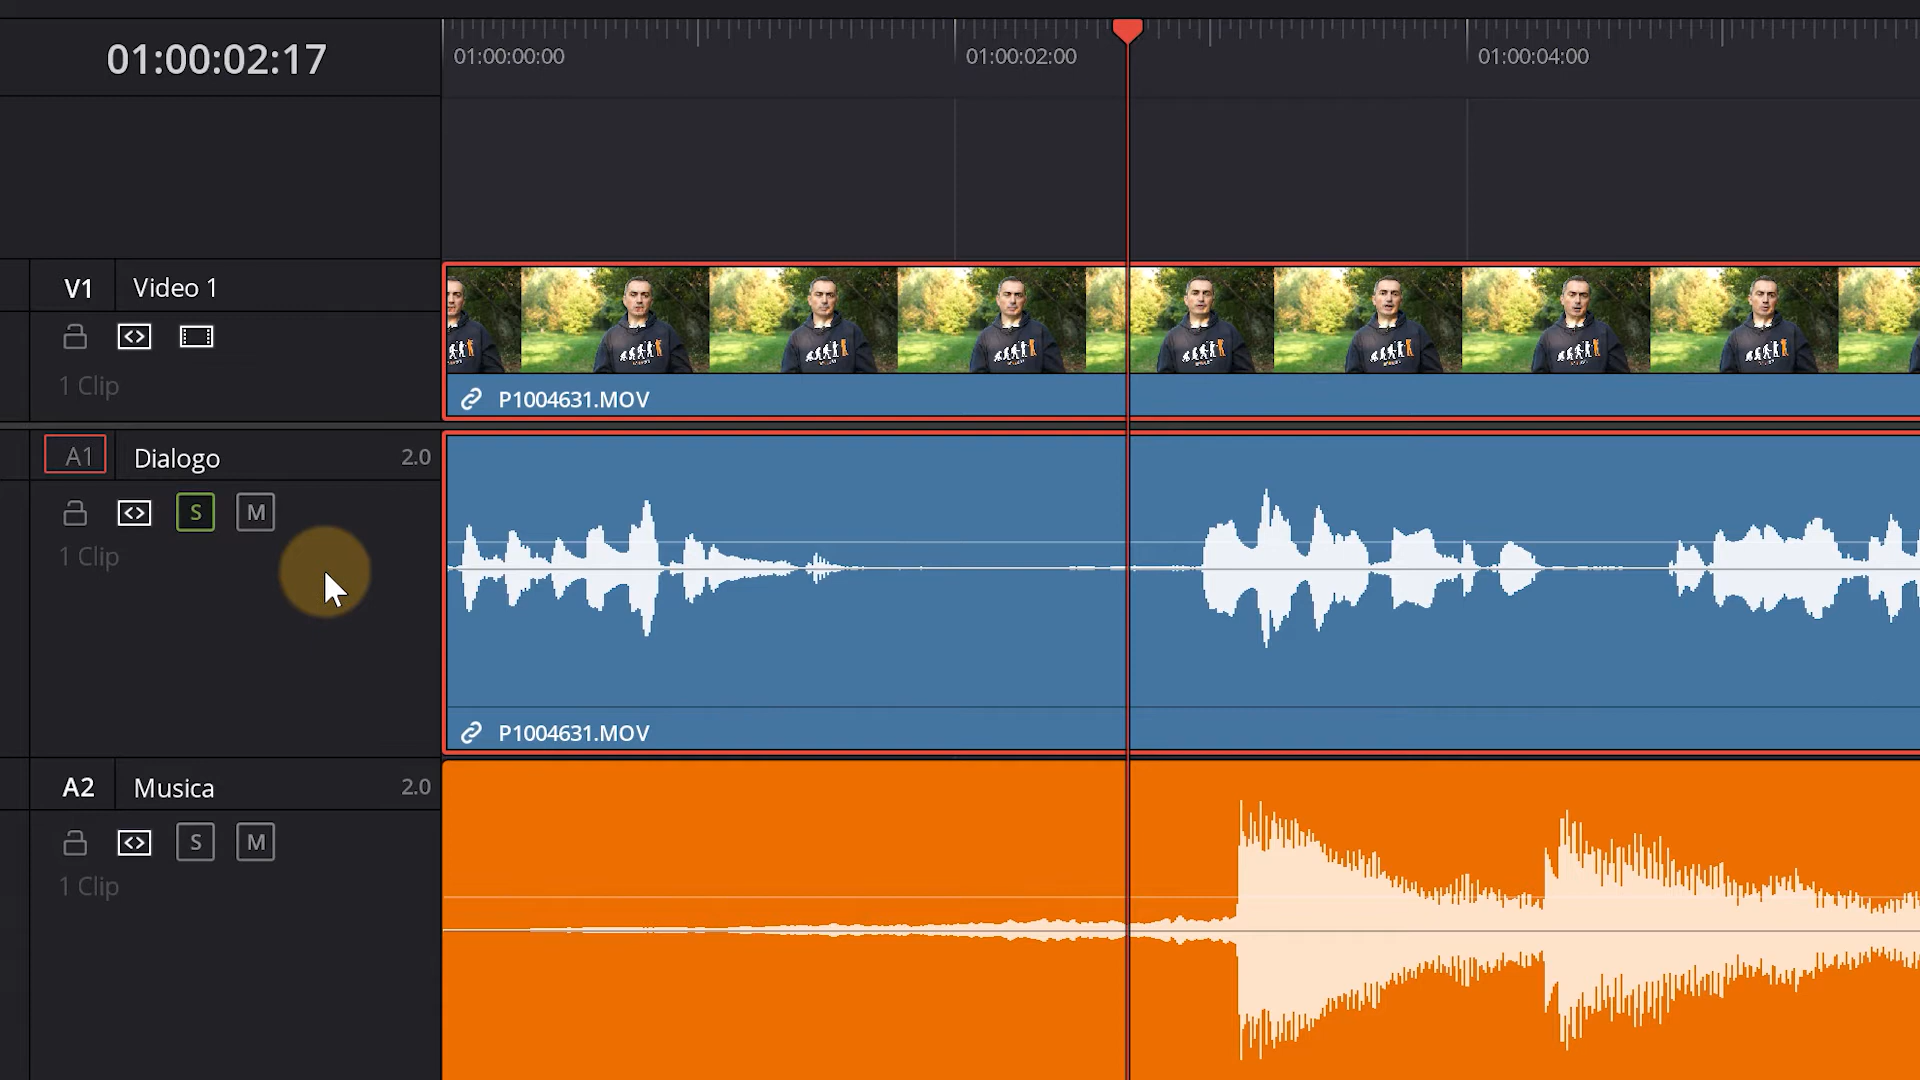 01:00:02:17
01:00:00:00
01:00:02:00
01:00:04:00
V1 Video 1
1 Clip
P1004631.MOV
A1 Dialogo 2.0
S M
1 Clip
P1004631.MOV
A2 Musica 2.0
S M
1 Clip